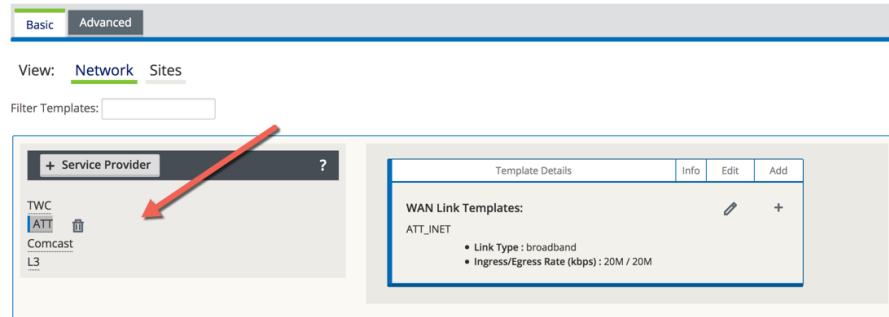 Basic Advanced
View: Network Sites
Filter Templates:
+ Service Provider ?
TWC
ATT
Comcast
L3
Template Details Info Edit Add
WAN Link Templates: +
ATT_INET
• Link Type : broadband
• Ingress/Egress Rate (kbps) : 20M / 20M